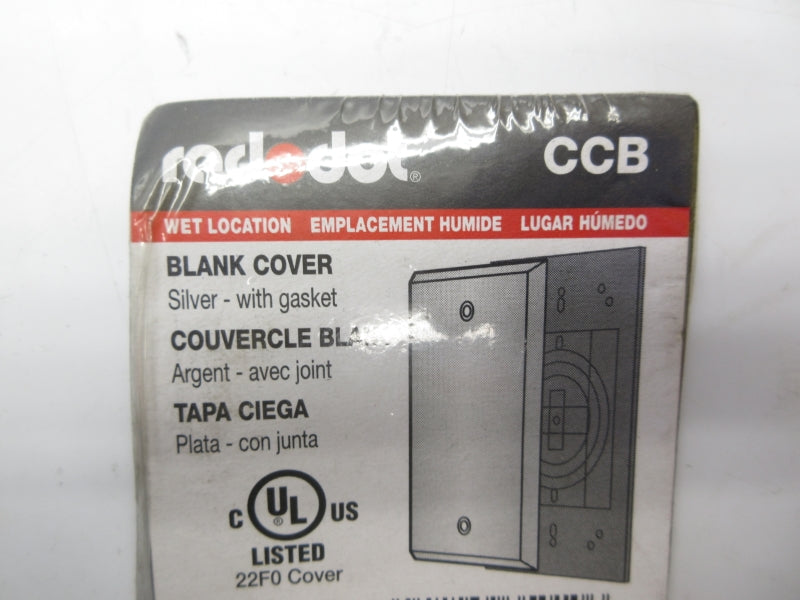 red dot®
CCB
WET LOCATION EMPLACEMENT HUMIDE LUGAR HÚMEDO
BLANK COVER
Silver - with gasket
COUVERCLE
Argent - avec joint
TAPA CIEGA
Plata - con junta
C UL® US
LISTED
22F0 Cover